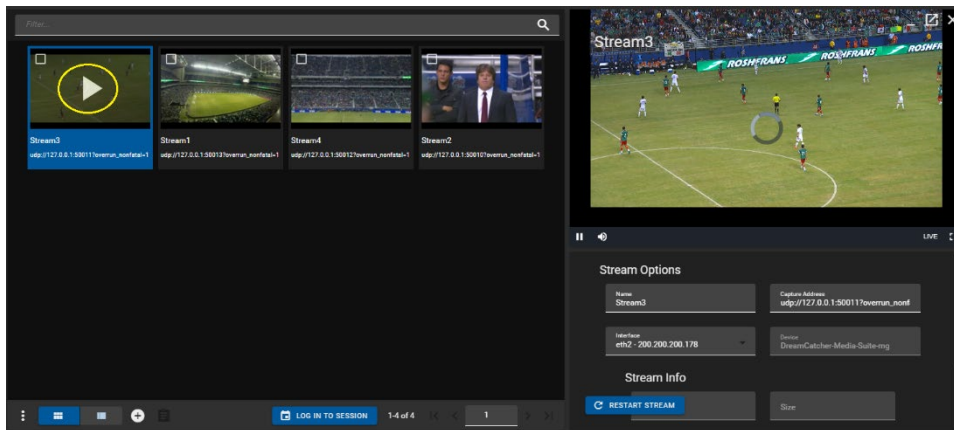 Filter...
Stream3
udp://127.0.0.1:50011?overrun_nonfatal=1
Stream1
udp://127.0.0.1:50013?overrun_nonfatal=1
Stream4
udp://127.0.0.1:50012?overrun_nonfatal=1
Stream2
udp://127.0.0.1:50010?overrun_nonfatal=1
LOG IN TO SESSION
1-4 of 4
1
Stream3
ROSHFRANS
ROSHFRANS
LIVE
Stream Options
Name
Stream3
Capture Address
udp://127.0.0.1:50011?overrun_nonf
Interface
eth2 - 200.200.200.178
Device
DreamCatcher-Media-Suite-mg
Stream Info
RESTART STREAM
Size